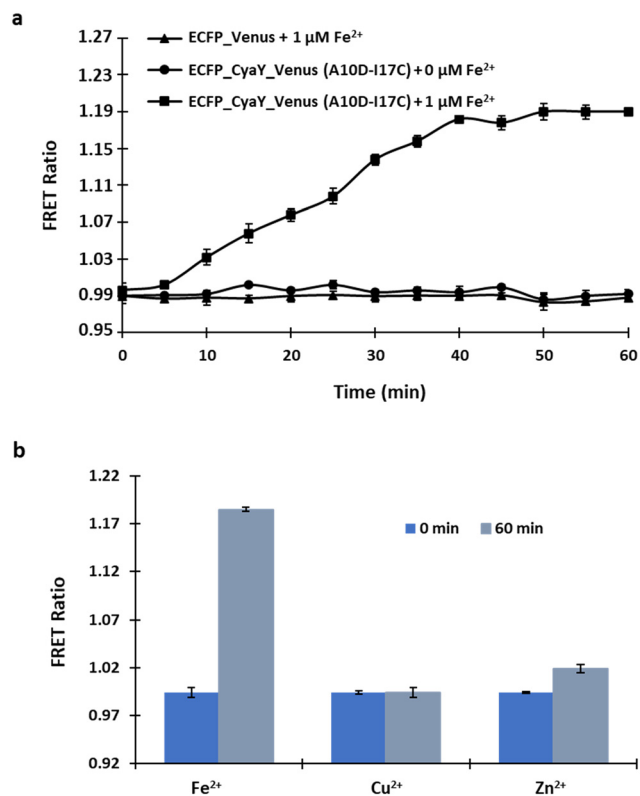 a
1.27
1.23
1.19
1.15
1.11
1.07
1.03
0.99
0.95
FRET Ratio
ECFP_Venus + 1 µM Fe²⁺
ECFP_CyaY_Venus (A10D-I17C) + 0 µM Fe²⁺
ECFP_CyaY_Venus (A10D-I17C) + 1 µM Fe²⁺
0 10 20 30 40 50 60
Time (min)
b
1.22
1.17
1.12
1.07
1.02
0.97
0.92
FRET Ratio
0 min 60 min
Fe²⁺ Cu²⁺ Zn²⁺